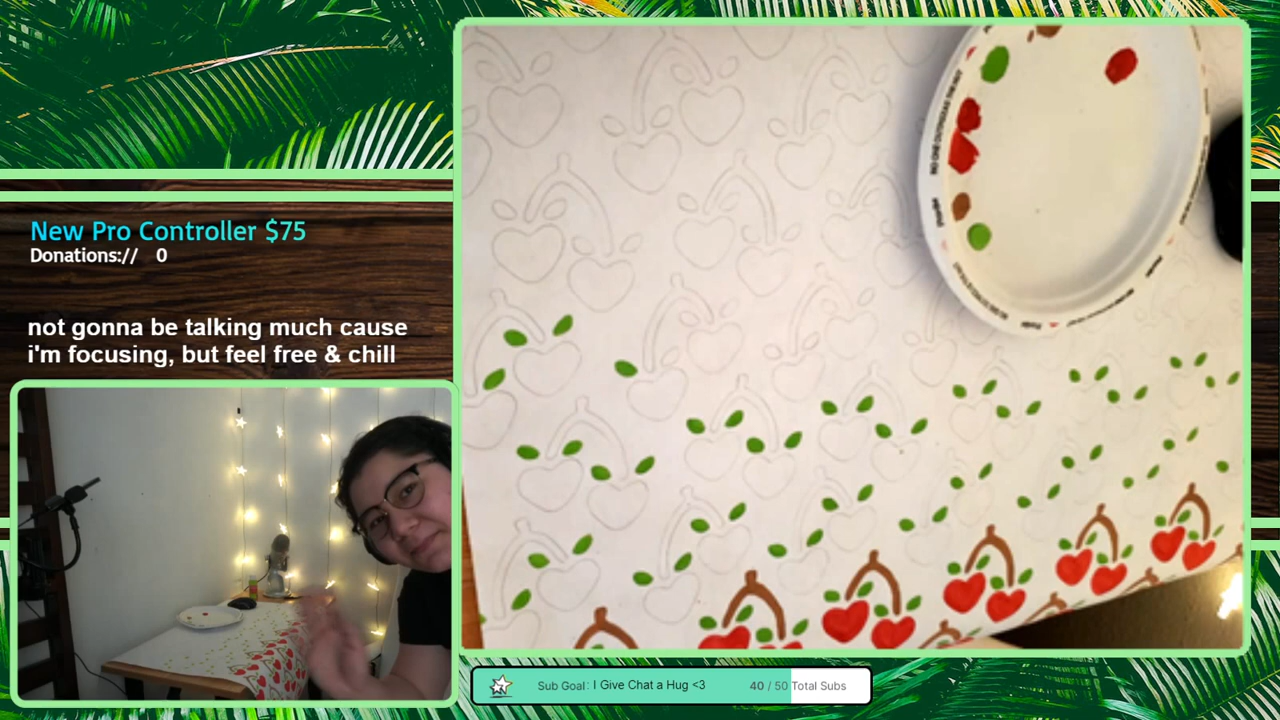 New Pro Controller $75
Donations:// 0
not gonna be talking much cause
i'm focusing, but feel free & chill
Sub Goal: I Give Chat a Hug <3 40 / 50 Total Subs